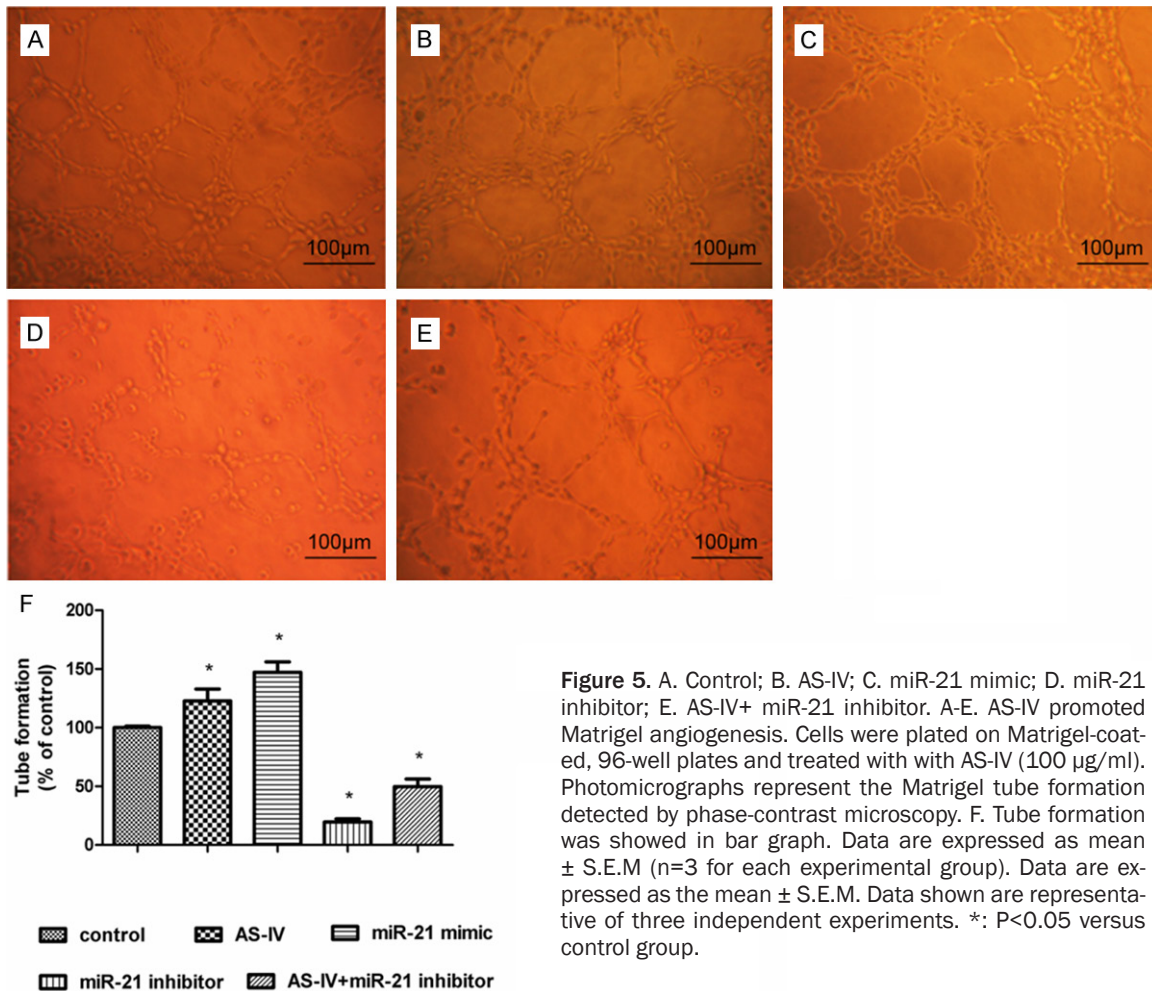 A
B
C
100µm
100µm
100µm
D
E
100µm
100µm
F
Tube formation
(% of control)
200
150
100
50
0
*
*
*
*
control
AS-IV
miR-21 mimic
miR-21 inhibitor
AS-IV+miR-21 inhibitor
Figure 5. A. Control; B. AS-IV; C. miR-21 mimic; D. miR-21
inhibitor; E. AS-IV+ miR-21 inhibitor. A-E. AS-IV promoted
Matrigel angiogenesis. Cells were plated on Matrigel-coat-
ed, 96-well plates and treated with with AS-IV (100 µg/ml).
Photomicrographs represent the Matrigel tube formation
detected by phase-contrast microscopy. F. Tube formation
was showed in bar graph. Data are expressed as mean
± S.E.M (n=3 for each experimental group). Data are ex-
pressed as the mean ± S.E.M. Data shown are representa-
tive of three independent experiments. *: P<0.05 versus
control group.